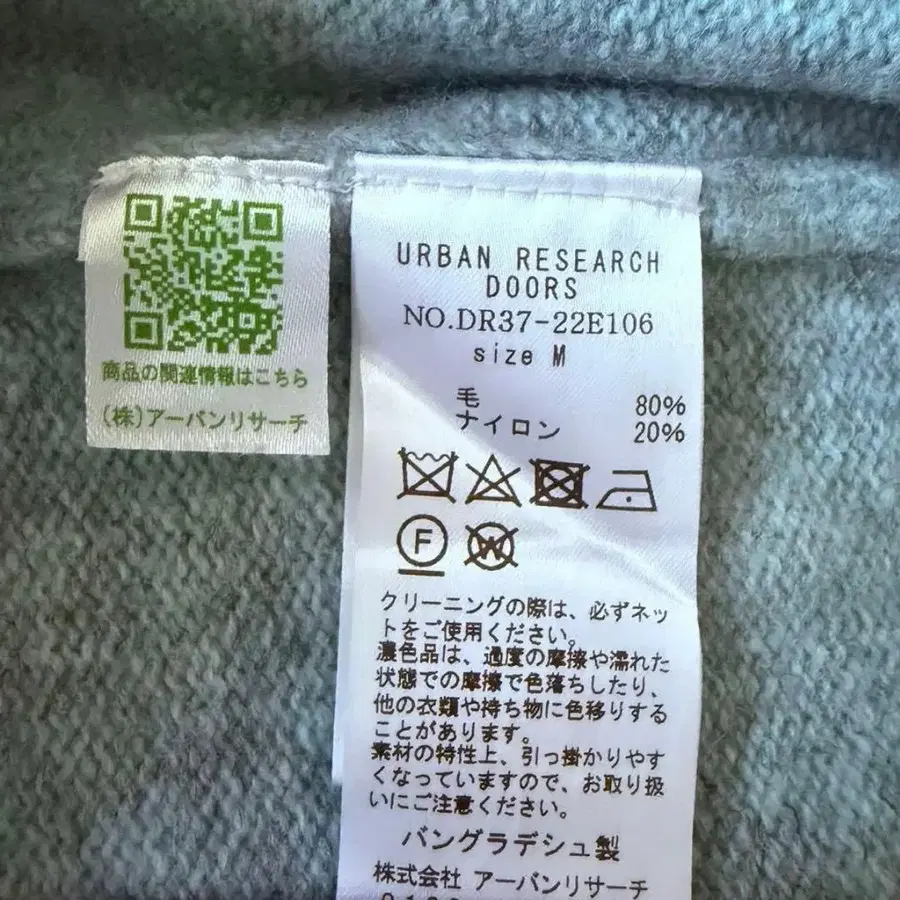 商品の関連情報はこちら
(株)アーバンリサーチ
URBAN RESEARCH
DOORS
NO.DR37-22E106
size M
毛 80%
ナイロン 20%
F
W
クリーニングの際は、必ずネッ
トをご使用ください。
濃色品は、過度の摩擦や濡れた
状態での摩擦で色落ちしたり、
他の衣類や持ち物に色移りする
ことがあります。
素材の特性上、引っ掛かりやす
くなっていますので、お取り扱
いにご注意ください。
バングラデシュ製
株式会社 アーバンリサーチ